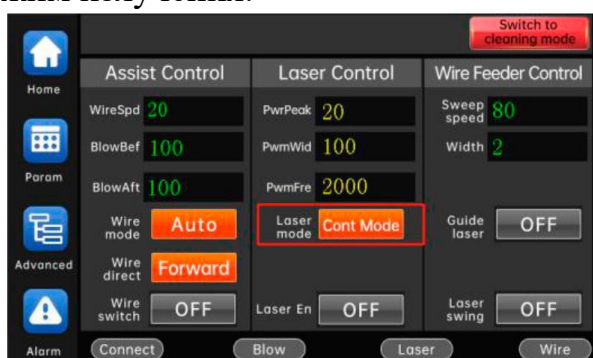 Switch to
cleaning mode
Home
Param
Advanced
Alarm
Assist Control
WireSpd 20
BlowBef 100
BlowAft 100
Wire mode Auto
Wire direct Forward
Wire switch OFF
Laser Control
PwrPeak 20
PwmWid 100
PwmFre 2000
Laser mode Cont Mode
Laser En OFF
Wire Feeder Control
Sweep speed 80
Width 2
Guide laser OFF
Laser swing OFF
Connect
Blow
Laser
Wire